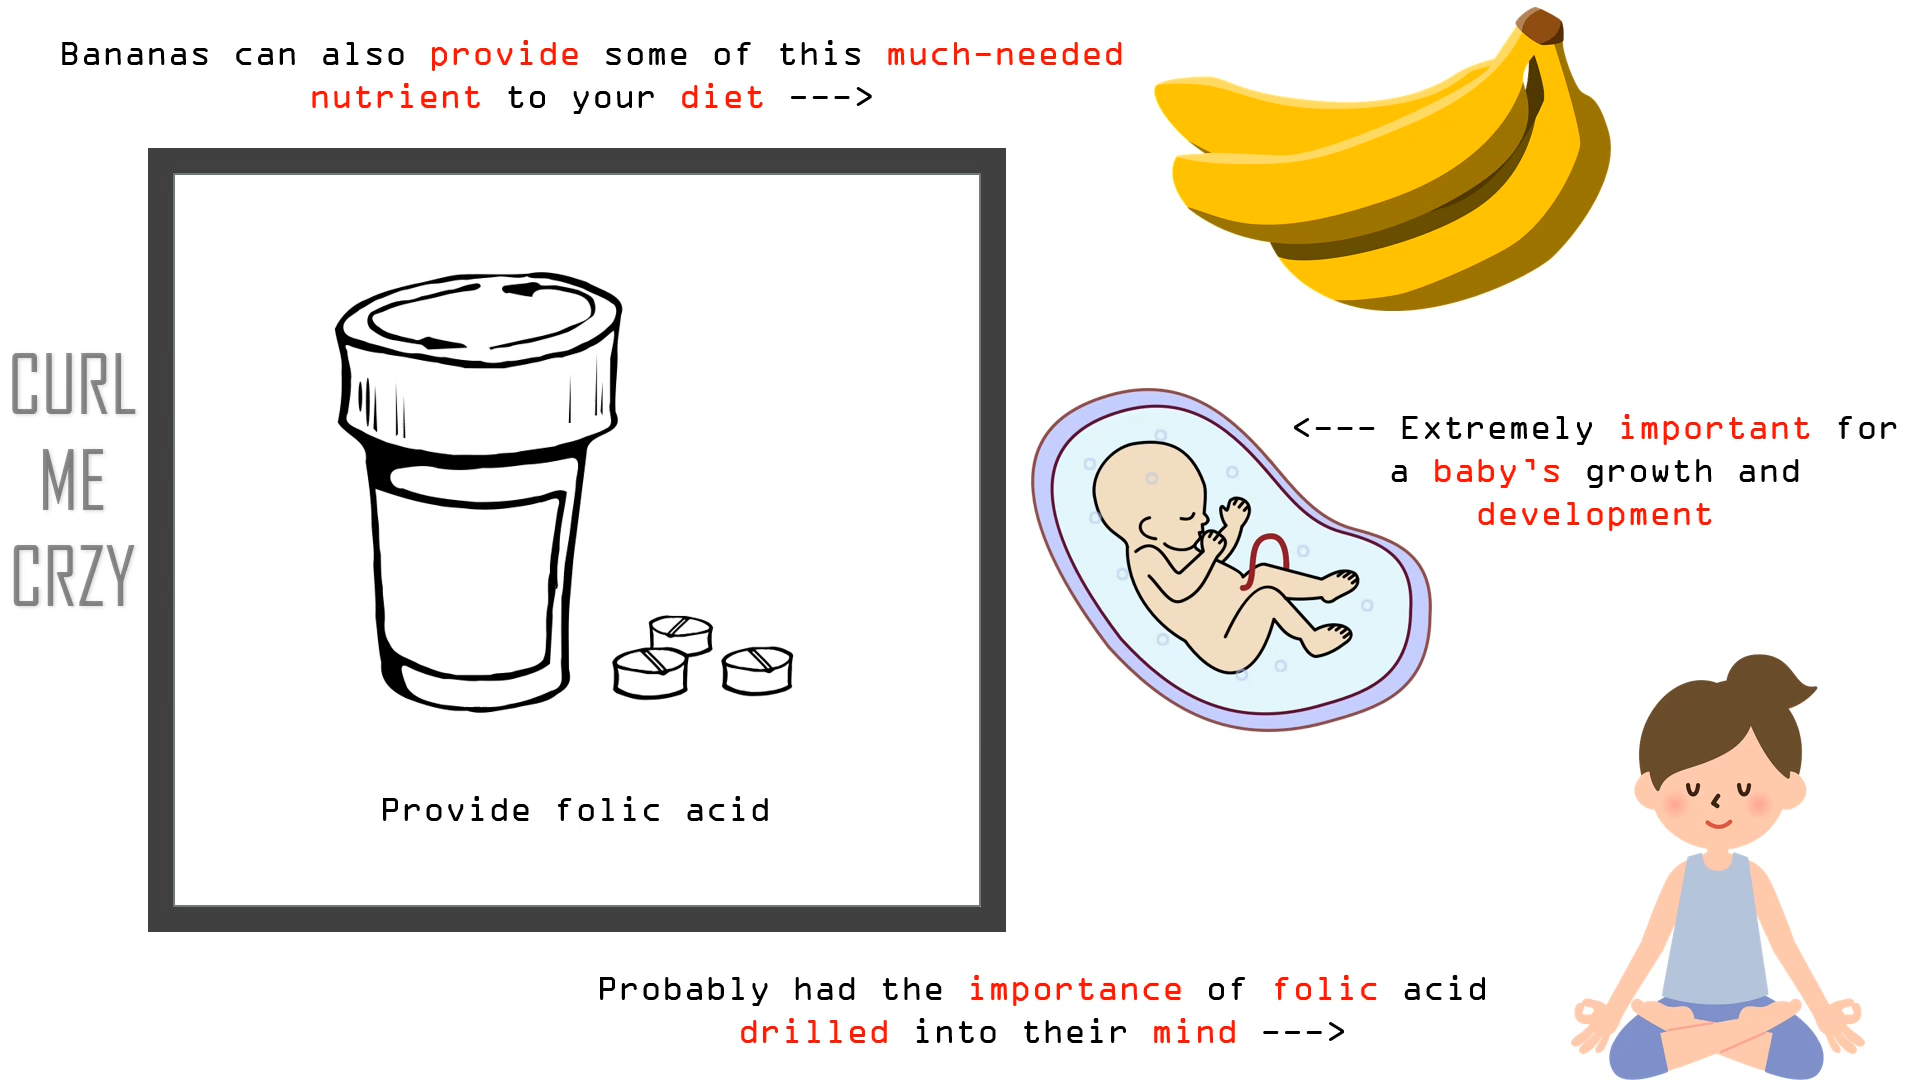 Bananas can also provide some of this much-needed
nutrient to your diet --->
CURL
ME
CRZY
<--- Extremely important for
a baby's growth and
development
Provide folic acid
Probably had the importance of folic acid
drilled into their mind --->